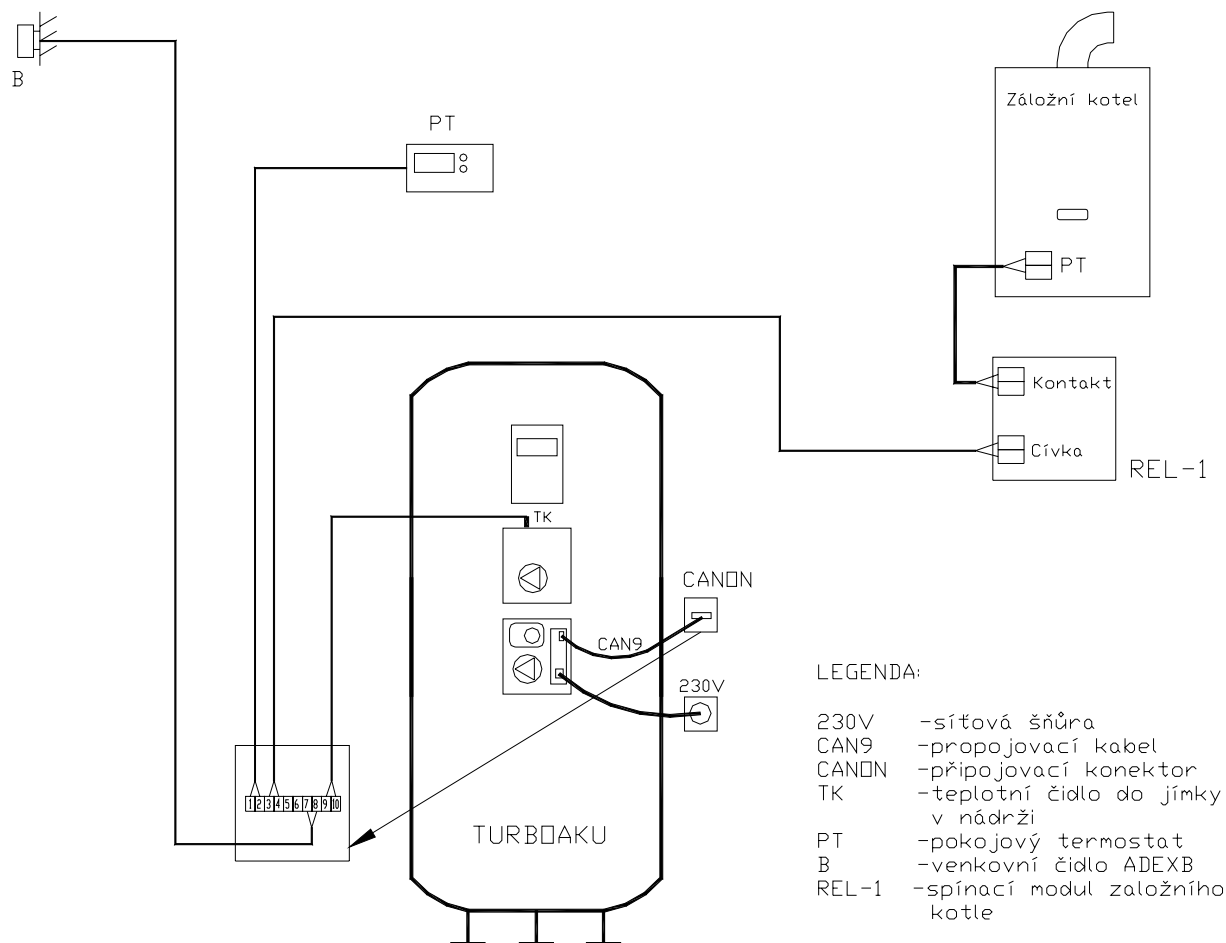 B
PT
Záložní kotel
PT
Kontakt
Cívka
REL-1
TK
CANON
CAN9
230V
1 2 3 4 5 6 7 8 9 10
TURBOAKU
LEGENDA:
230V -síťová šňůra
CAN9 -propojovací kabel
CANON -připojovací konektor
TK -teplotní čidlo do jímky
v nádrži
PT -pokojový termostat
B -venkovní čidlo ADEXB
REL-1 -spínací modul založního
kotle